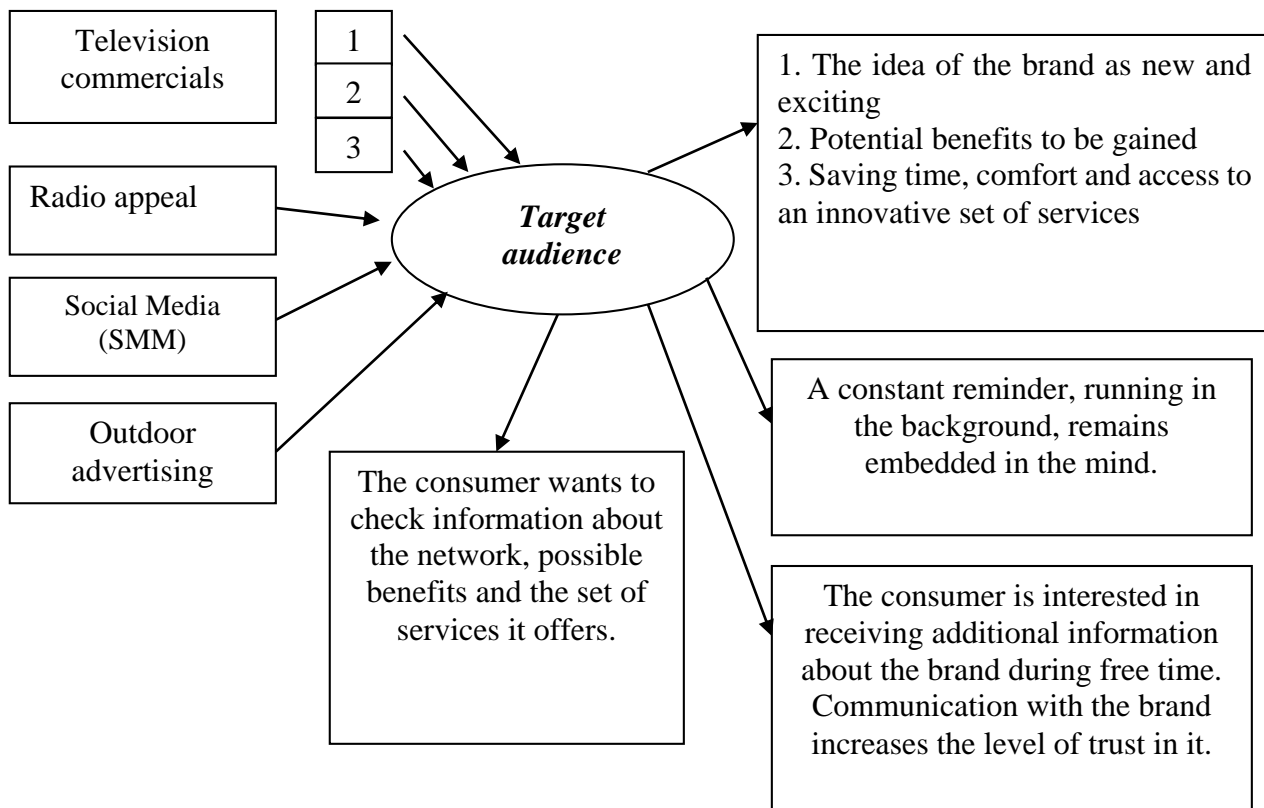 Television
commercials
1
2
3
Radio appeal
Social Media
(SMM)
Outdoor
advertising
Target
audience
1. The idea of the brand as new and
exciting
2. Potential benefits to be gained
3. Saving time, comfort and access to
an innovative set of services
A constant reminder, running in
the background, remains
embedded in the mind.
The consumer wants to
check information about
the network, possible
benefits and the set of
services it offers.
The consumer is interested in
receiving additional information
about the brand during free time.
Communication with the brand
increases the level of trust in it.